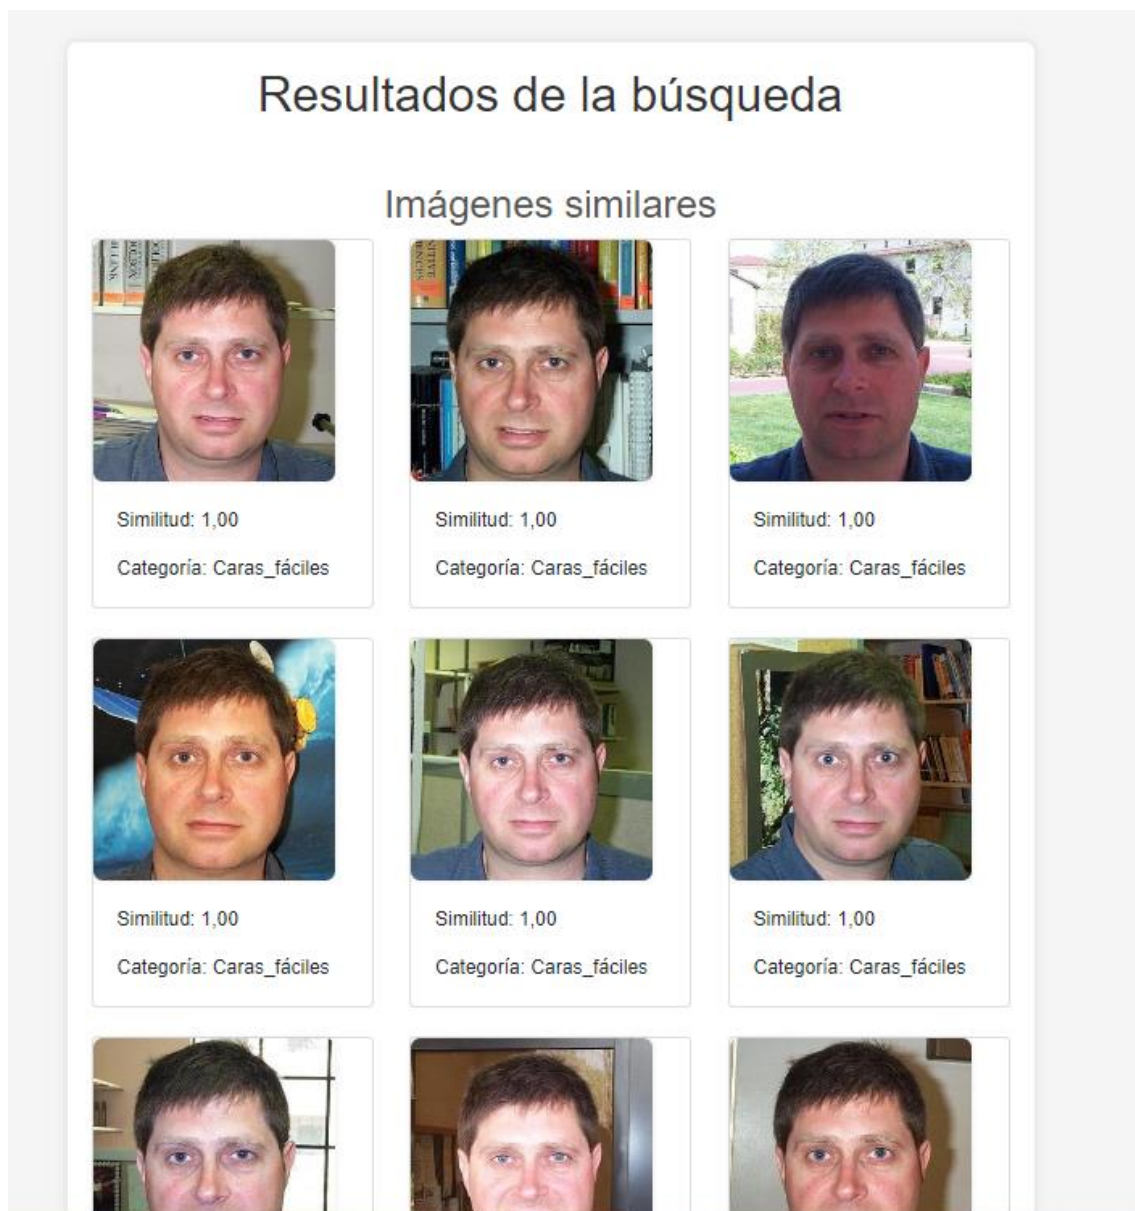 Resultados de la búsqueda
Imágenes similares
Similitud: 1,00
Categoría: Caras_fáciles
Similitud: 1,00
Categoría: Caras_fáciles
Similitud: 1,00
Categoría: Caras_fáciles
Similitud: 1,00
Categoría: Caras_fáciles
Similitud: 1,00
Categoría: Caras_fáciles
Similitud: 1,00
Categoría: Caras_fáciles